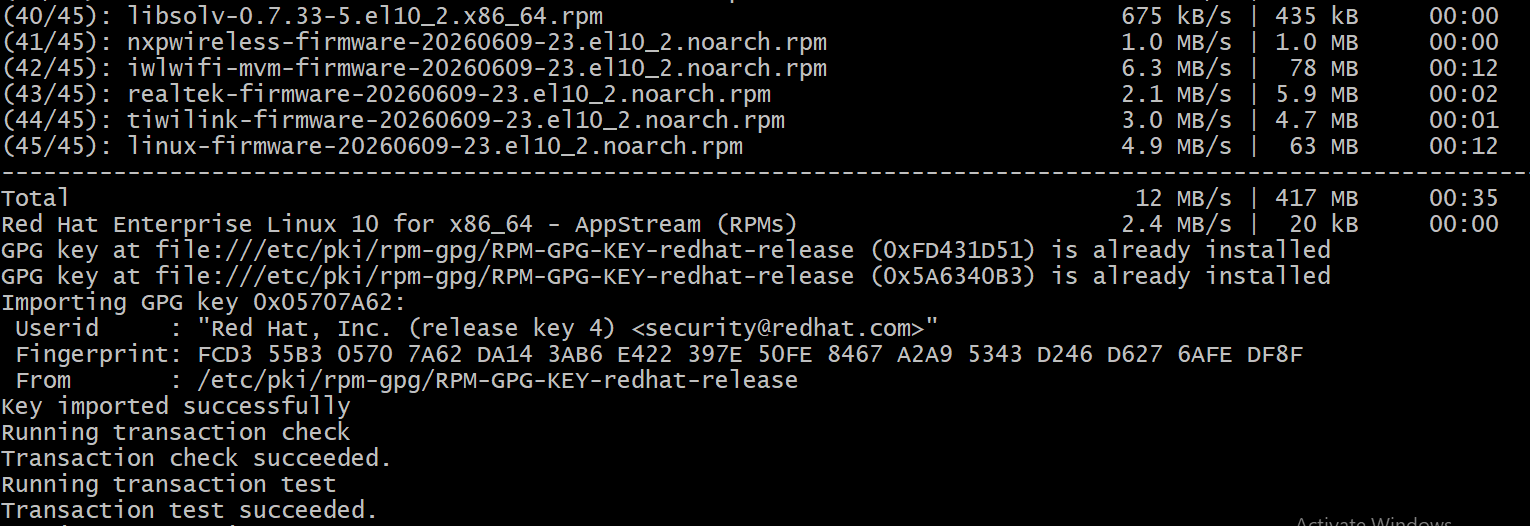 (40/45): libsolv-0.7.33-5.el10_2.x86_64.rpm 675 kB/s | 435 kB 00:00
(41/45): nxpwireless-firmware-20260609-23.el10_2.noarch.rpm 1.0 MB/s | 1.0 MB 00:00
(42/45): iwlwifi-mvm-firmware-20260609-23.el10_2.noarch.rpm 6.3 MB/s | 78 MB 00:12
(43/45): realtek-firmware-20260609-23.el10_2.noarch.rpm 2.1 MB/s | 5.9 MB 00:02
(44/45): tiwilink-firmware-20260609-23.el10_2.noarch.rpm 3.0 MB/s | 4.7 MB 00:01
(45/45): linux-firmware-20260609-23.el10_2.noarch.rpm 4.9 MB/s | 63 MB 00:12
--------------------------------------------------------------------------------------------------------------
Total 12 MB/s | 417 MB 00:35
Red Hat Enterprise Linux 10 for x86_64 - AppStream (RPMs) 2.4 MB/s | 20 kB 00:00
GPG key at file:///etc/pki/rpm-gpg/RPM-GPG-KEY-redhat-release (0xFD431D51) is already installed
GPG key at file:///etc/pki/rpm-gpg/RPM-GPG-KEY-redhat-release (0x5A6340B3) is already installed
Importing GPG key 0x05707A62:
 Userid     : "Red Hat, Inc. (release key 4) <security@redhat.com>"
 Fingerprint: FCD3 55B3 0570 7A62 DA14 3AB6 E422 397E 50FE 8467 A2A9 5343 D246 D627 6AFE DF8F
 From       : /etc/pki/rpm-gpg/RPM-GPG-KEY-redhat-release
Key imported successfully
Running transaction check
Transaction check succeeded.
Running transaction test
Transaction test succeeded.
Activate Windows